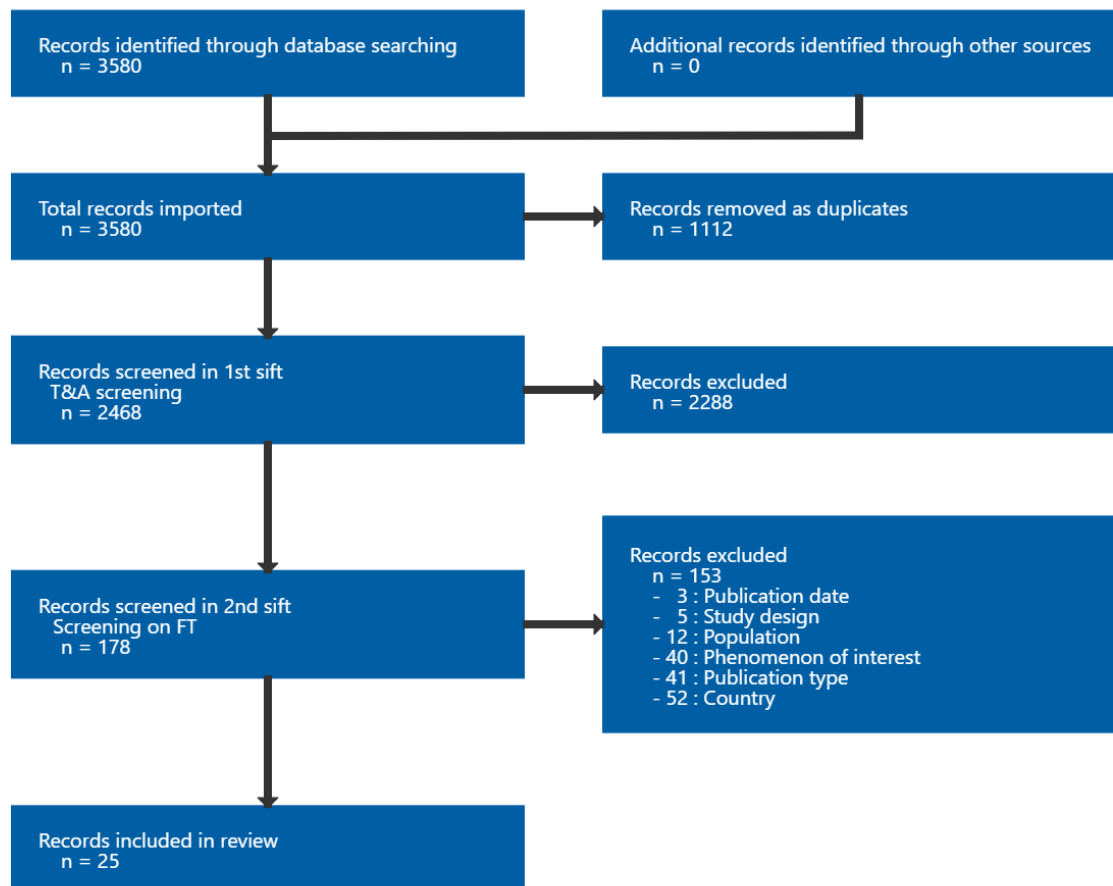 Records identified through database searching
n = 3580
Additional records identified through other sources
n = 0
Total records imported
n = 3580
Records removed as duplicates
n = 1112
Records screened in 1st sift
T&A screening
n = 2468
Records excluded
n = 2288
Records screened in 2nd sift
Screening on FT
n = 178
Records excluded
n = 153
- 3 : Publication date
- 5 : Study design
- 12 : Population
- 40 : Phenomenon of interest
- 41 : Publication type
- 52 : Country
Records included in review
n = 25